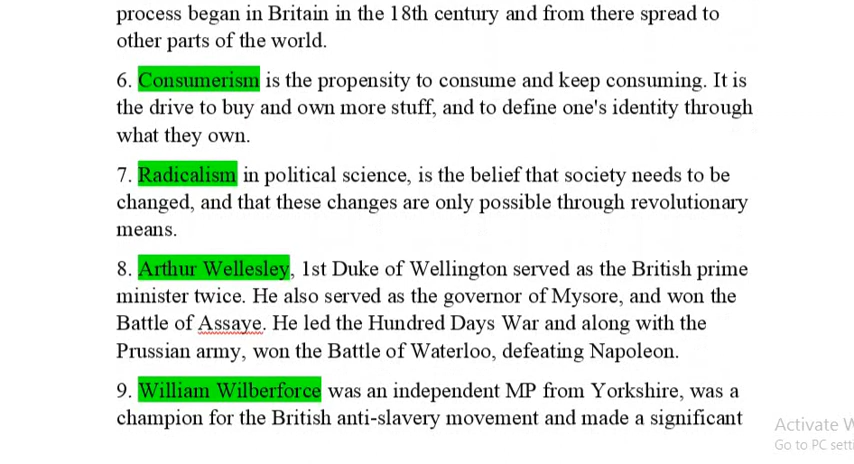 process began in Britain in the 18th century and from there spread to
other parts of the world.
6. Consumerism is the propensity to consume and keep consuming. It is
the drive to buy and own more stuff, and to define one's identity through
what they own.
7. Radicalism in political science, is the belief that society needs to be
changed, and that these changes are only possible through revolutionary
means.
8. Arthur Wellesley, 1st Duke of Wellington served as the British prime
minister twice. He also served as the governor of Mysore, and won the
Battle of Assaye. He led the Hundred Days War and along with the
Prussian army, won the Battle of Waterloo, defeating Napoleon.
9. William Wilberforce was an independent MP from Yorkshire, was a
champion for the British anti-slavery movement and made a significant
Activate W
Go to PC setti